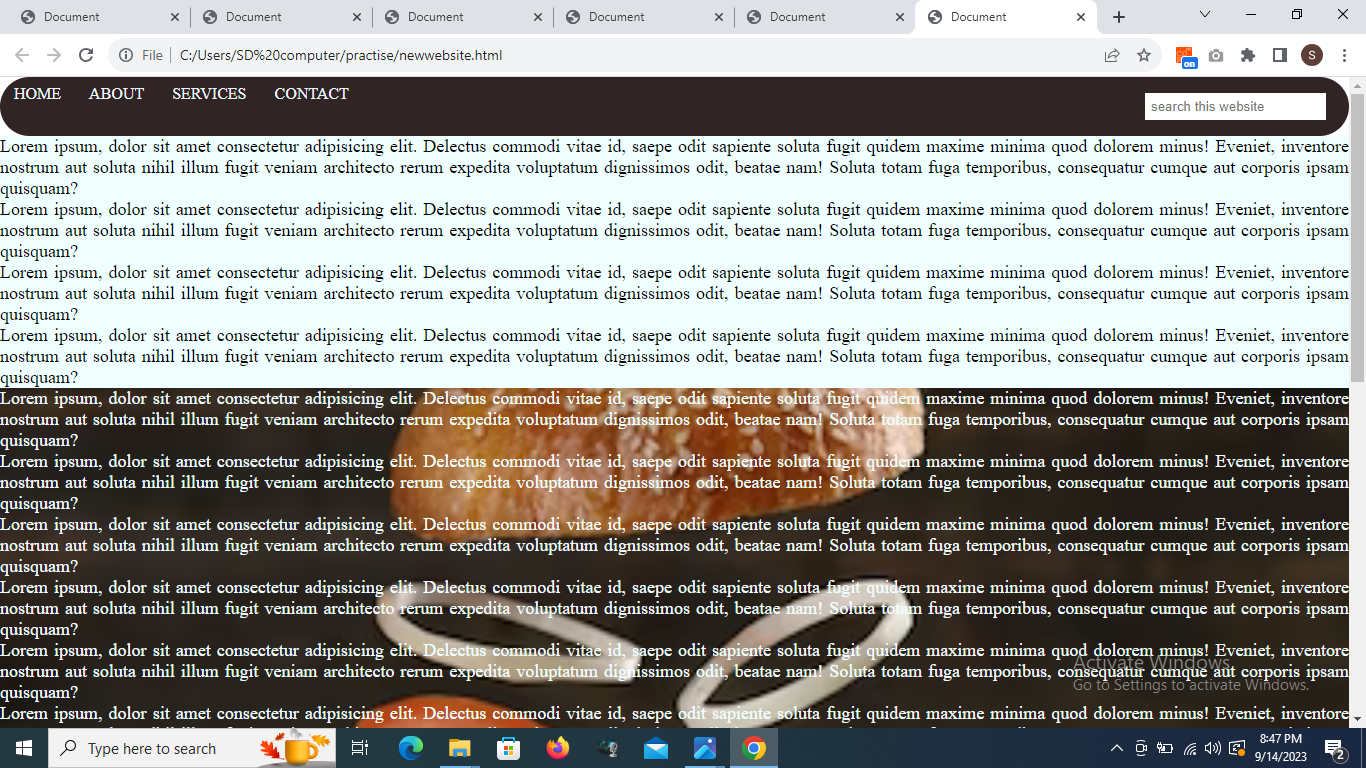 Document Document Document Document Document Document
File C:/Users/SD%20computer/practise/newwebsite.html S
on
HOME ABOUT SERVICES CONTACT search this website
Lorem ipsum, dolor sit amet consectetur adipisicing elit. Delectus commodi vitae id, saepe odit sapiente soluta fugit quidem maxime minima quod dolorem minus! Eveniet, inventore
nostrum aut soluta nihil illum fugit veniam architecto rerum expedita voluptatum dignissimos odit, beatae nam! Soluta totam fuga temporibus, consequatur cumque aut corporis ipsam
quisquam?
Lorem ipsum, dolor sit amet consectetur adipisicing elit. Delectus commodi vitae id, saepe odit sapiente soluta fugit quidem maxime minima quod dolorem minus! Eveniet, inventore
nostrum aut soluta nihil illum fugit veniam architecto rerum expedita voluptatum dignissimos odit, beatae nam! Soluta totam fuga temporibus, consequatur cumque aut corporis ipsam
quisquam?
Lorem ipsum, dolor sit amet consectetur adipisicing elit. Delectus commodi vitae id, saepe odit sapiente soluta fugit quidem maxime minima quod dolorem minus! Eveniet, inventore
nostrum aut soluta nihil illum fugit veniam architecto rerum expedita voluptatum dignissimos odit, beatae nam! Soluta totam fuga temporibus, consequatur cumque aut corporis ipsam
quisquam?
Lorem ipsum, dolor sit amet consectetur adipisicing elit. Delectus commodi vitae id, saepe odit sapiente soluta fugit quidem maxime minima quod dolorem minus! Eveniet, inventore
nostrum aut soluta nihil illum fugit veniam architecto rerum expedita voluptatum dignissimos odit, beatae nam! Soluta totam fuga temporibus, consequatur cumque aut corporis ipsam
quisquam?
Lorem ipsum, dolor sit amet consectetur adipisicing elit. Delectus commodi vitae id, saepe odit sapiente soluta fugit quidem maxime minima quod dolorem minus! Eveniet, inventore
nostrum aut soluta nihil illum fugit veniam architecto rerum expedita voluptatum dignissimos odit, beatae nam! Soluta totam fuga temporibus, consequatur cumque aut corporis ipsam
quisquam?
Lorem ipsum, dolor sit amet consectetur adipisicing elit. Delectus commodi vitae id, saepe odit sapiente soluta fugit quidem maxime minima quod dolorem minus! Eveniet, inventore
nostrum aut soluta nihil illum fugit veniam architecto rerum expedita voluptatum dignissimos odit, beatae nam! Soluta totam fuga temporibus, consequatur cumque aut corporis ipsam
quisquam?
Lorem ipsum, dolor sit amet consectetur adipisicing elit. Delectus commodi vitae id, saepe odit sapiente soluta fugit quidem maxime minima quod dolorem minus! Eveniet, inventore
nostrum aut soluta nihil illum fugit veniam architecto rerum expedita voluptatum dignissimos odit, beatae nam! Soluta totam fuga temporibus, consequatur cumque aut corporis ipsam
quisquam?
Lorem ipsum, dolor sit amet consectetur adipisicing elit. Delectus commodi vitae id, saepe odit sapiente soluta fugit quidem maxime minima quod dolorem minus! Eveniet, inventore
nostrum aut soluta nihil illum fugit veniam architecto rerum expedita voluptatum dignissimos odit, beatae nam! Soluta totam fuga temporibus, consequatur cumque aut corporis ipsam
quisquam?
Lorem ipsum, dolor sit amet consectetur adipisicing elit. Delectus commodi vitae id, saepe odit sapiente soluta fugit quidem maxime minima quod dolorem minus! Eveniet, inventore
nostrum aut soluta nihil illum fugit veniam architecto rerum expedita voluptatum dignissimos odit, beatae nam! Soluta totam fuga temporibus, consequatur cumque aut corporis ipsam
quisquam?
Lorem ipsum, dolor sit amet consectetur adipisicing elit. Delectus commodi vitae id, saepe odit sapiente soluta fugit quidem maxime minima quod dolorem minus! Eveniet, inventore
Activate Windows
Go to Settings to activate Windows.
Type here to search 8:47 PM
9/14/2023 2